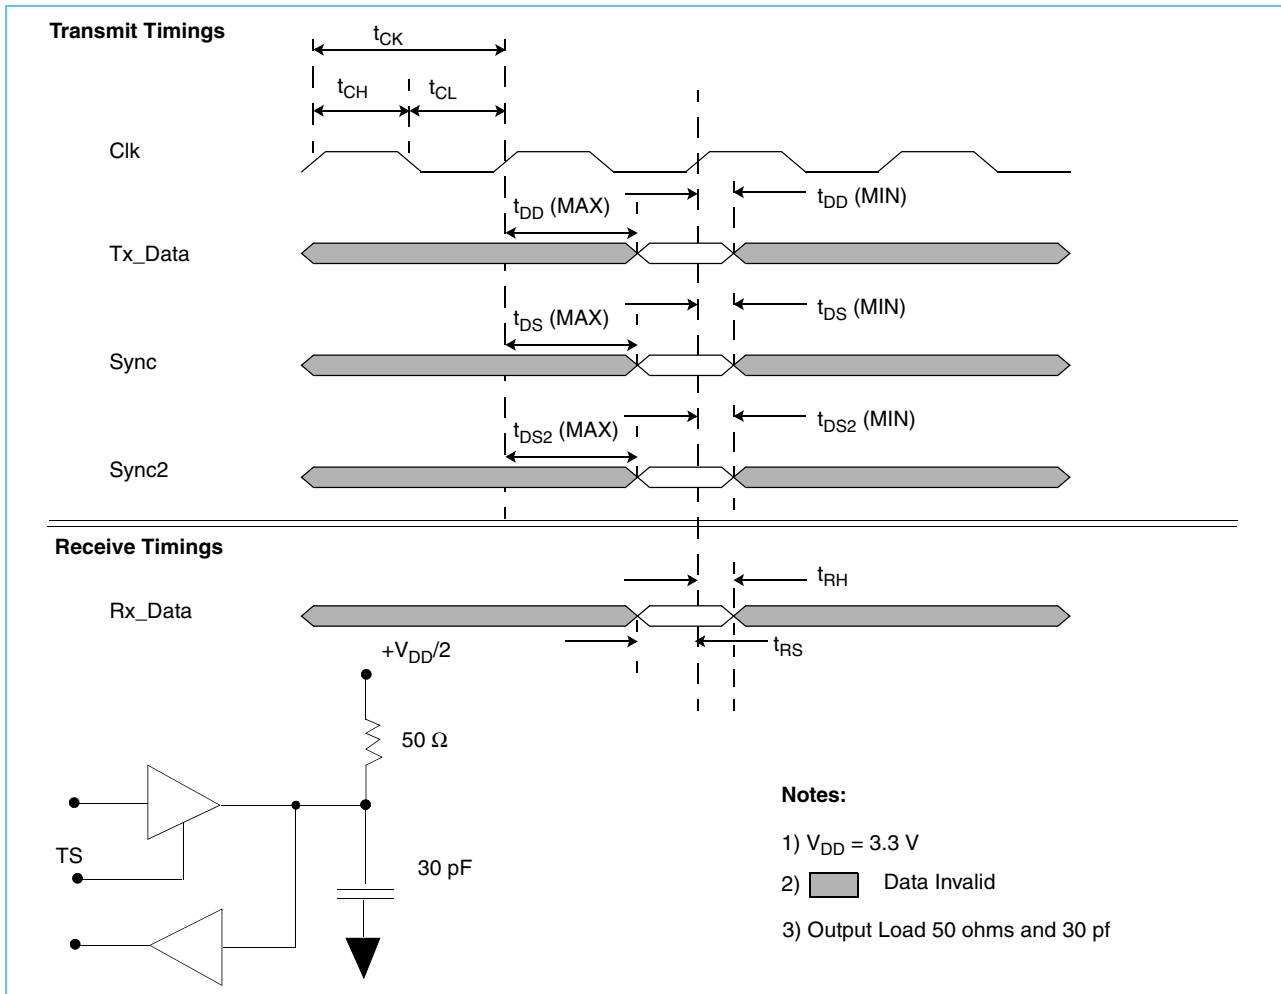 Transmit Timings
tCK
tCH
tCL
Clk
tDD (MAX)
tDD (MIN)
Tx_Data
tDS (MAX)
tDS (MIN)
Sync
tDS2 (MAX)
tDS2 (MIN)
Sync2
Receive Timings
tRH
Rx_Data
tRS
+VDD/2
50 Ω
TS
30 pF
Notes:
1) VDD = 3.3 V
2) Data Invalid
3) Output Load 50 ohms and 30 pf